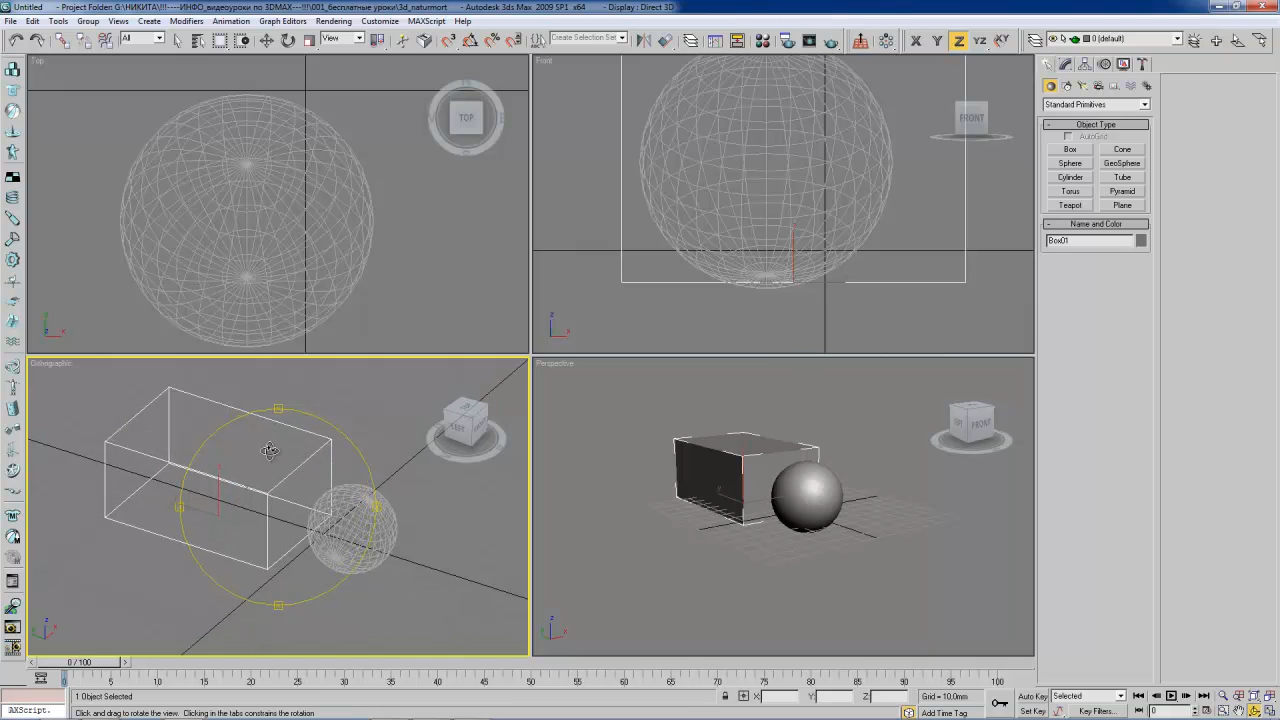 Untitled - Project Folder: G:\НИКИТА\!!!----ИНФО_видеоуроки по 3DMAX----!!!\001_бесплатные уроки\3d_naturmort - Autodesk 3ds Max 2009 SP1 x64 - Display : Direct 3D
File Edit Tools Group Views Create Modifiers Animation Graph Editors Rendering Customize MAXScript Help
All View Create Selection Set X Y Z YZ XY 0 (default)
Top TOP
Front FRONT
Standard Primitives
- Object Type
AutoGrid
Box Cone
Sphere GeoSphere
Cylinder Tube
Torus Pyramid
Teapot Plane
- Name and Color
Box01
Orthographic LEFT
Perspective FRONT
< 0 / 100 >
0 5 10 15 20 25 30 35 40 45 50 55 60 65 70 75 80 85 90 95 100
1 Object Selected X: Y: Z: Grid = 10,0mm Auto Key Selected
AXScript. Click and drag to rotate the view. Clicking in the tabs constrains the rotation Add Time Tag Set Key Key Filters... 0